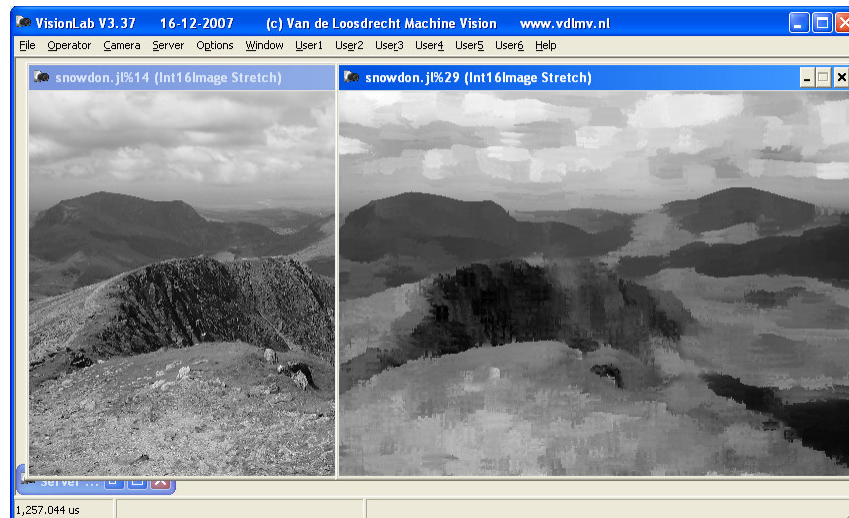 VisionLab V3.37 16-12-2007 (c) Van de Loosdrecht Machine Vision www.vdlmv.nl
File Operator Camera Server Options Window User1 User2 User3 User4 User5 User6 Help
snowdon.jl%14 (Int16Image Stretch)
snowdon.jl%29 (Int16Image Stretch)
Server ...
1,257.044 us